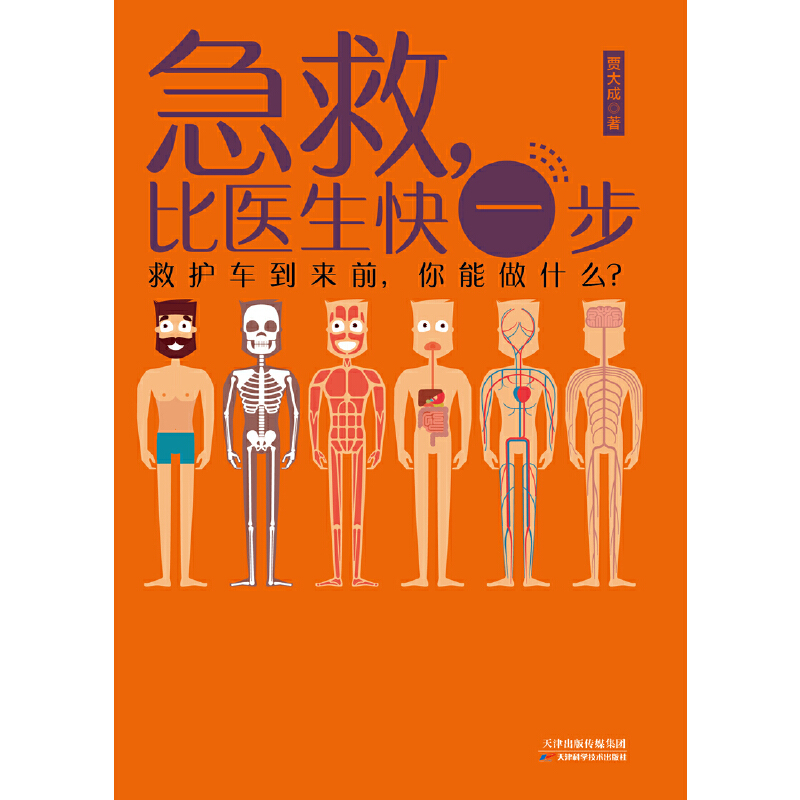 急救,
比医生快一步
贾大成◎著
救护车到来前,你能做什么?
天津出版传媒集团
天津科学技术出版社